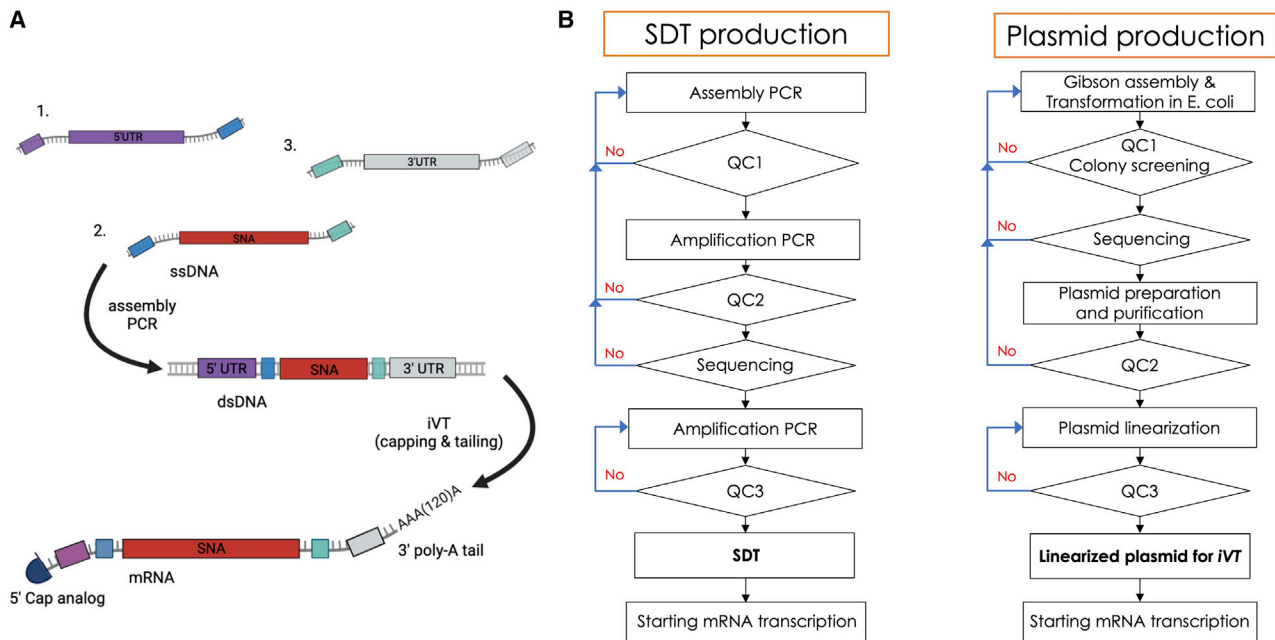 A
1.
5'UTR
3.
3'UTR
2.
SNA
ssDNA
assembly
PCR
5' UTR
SNA
3' UTR
dsDNA
iVT
(capping & tailing)
AAA(120)A
3' poly-A tail
SNA
mRNA
5' Cap analog
B
SDT production
Assembly PCR
No
QC1
Amplification PCR
No
QC2
No
Sequencing
Amplification PCR
No
QC3
SDT
Starting mRNA transcription
Plasmid production
Gibson assembly &
Transformation in E. coli
No
QC1
Colony screening
No
Sequencing
Plasmid preparation
and purification
No
QC2
Plasmid linearization
No
QC3
Linearized plasmid for iVT
Starting mRNA transcription